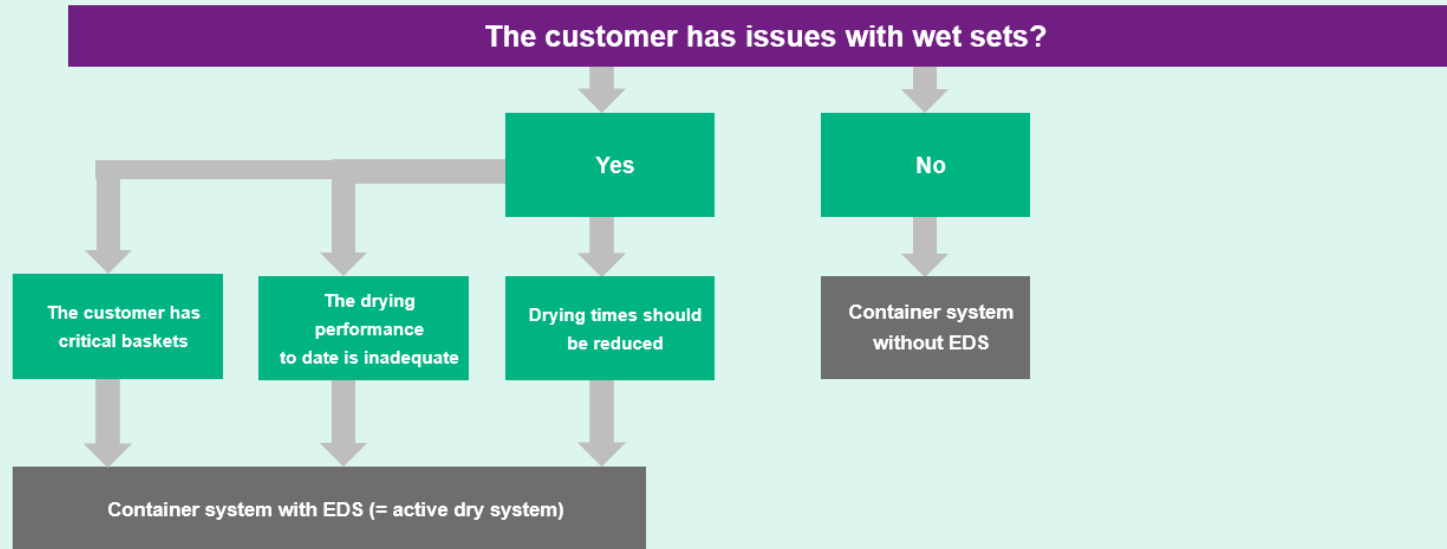 The customer has issues with wet sets?
Yes
No
The customer has
critical baskets
The drying
performance
to date is inadequate
Drying times should
be reduced
Container system
without EDS
Container system with EDS (= active dry system)